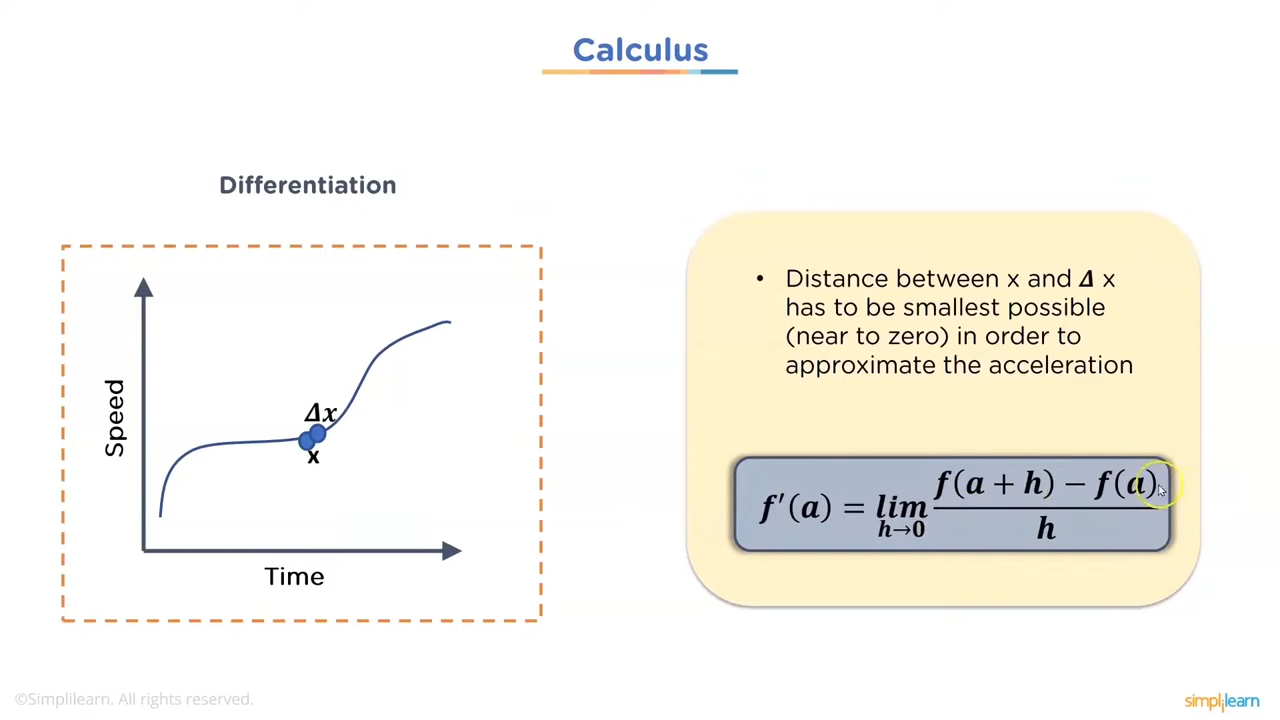 Calculus
Differentiation
Speed
Δx
x
Time
• Distance between x and Δ x
has to be smallest possible
(near to zero) in order to
approximate the acceleration
f′(a) = lim h→0 f(a + h) − f(a) / h
©Simplilearn. All rights reserved.
simplilearn